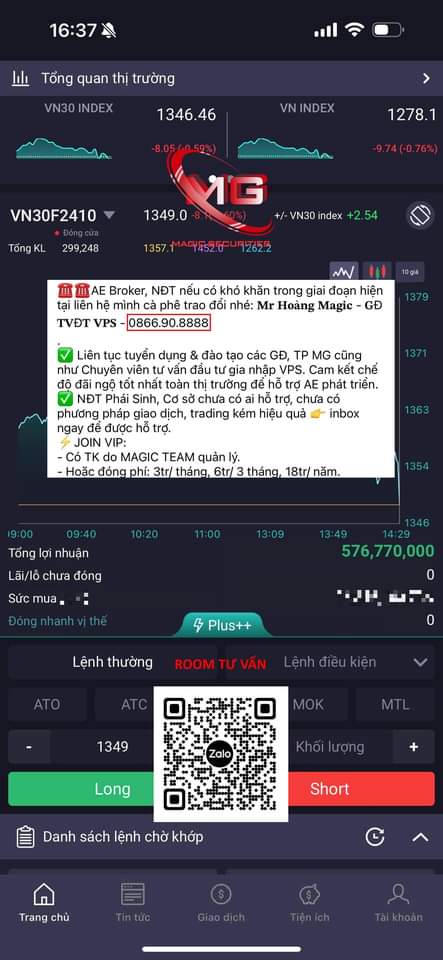 16:37
Tổng quan thị trường
VN30 INDEX 1346.46
-8.05 (-0.59%)
VN INDEX 1278.1
-9.74 (-0.76%)
MG
MAGIC SECURITIES
VN30F2410 1349.0 +/- VN30 index +2.54
Đóng cửa
Tổng KL 299,248 1357.1 1452.0 1262.2
10 giá
1379
🏛️🏛️AE Broker, NĐT nếu có khó khăn trong giai đoạn hiện
tại liên hệ mình cà phê trao đổi nhé: Mr Hoàng Magic - GĐ
TVĐT VPS - 0866.90.8888
.
✅ Liên tục tuyển dụng & đào tạo các GĐ, TP MG cũng
như Chuyên viên tư vấn đầu tư gia nhập VPS. Cam kết chế
độ đãi ngộ tốt nhất toàn thị trường để hỗ trợ AE phát triển.
✅ NĐT Phái Sinh, Cơ sở chưa có ai hỗ trợ, chưa có
phương pháp giao dịch, trading kém hiệu quả 👉 inbox
ngay để được hỗ trợ.
⚡JOIN VIP:
- Có TK do MAGIC TEAM quản lý.
- Hoặc đóng phí: 3tr/ tháng, 6tr/ 3 tháng, 18tr/ năm.
1371
1363
1354
1346
09:00 09:40 10:20 11:00 13:09 13:49 14:29
Tổng lợi nhuận 576,770,000
Lãi/lỗ chưa đóng 0
Sức mua
Đóng nhanh vị thế 0
Plus++
Lệnh thường ROOM TƯ VẤN Lệnh điều kiện
ATO ATC MOK MTL
- 1349 Khối lượng +
Zalo
Long Short
Danh sách lệnh chờ khớp
Trang chủ Tin tức Giao dịch Tiện ích Tài khoản